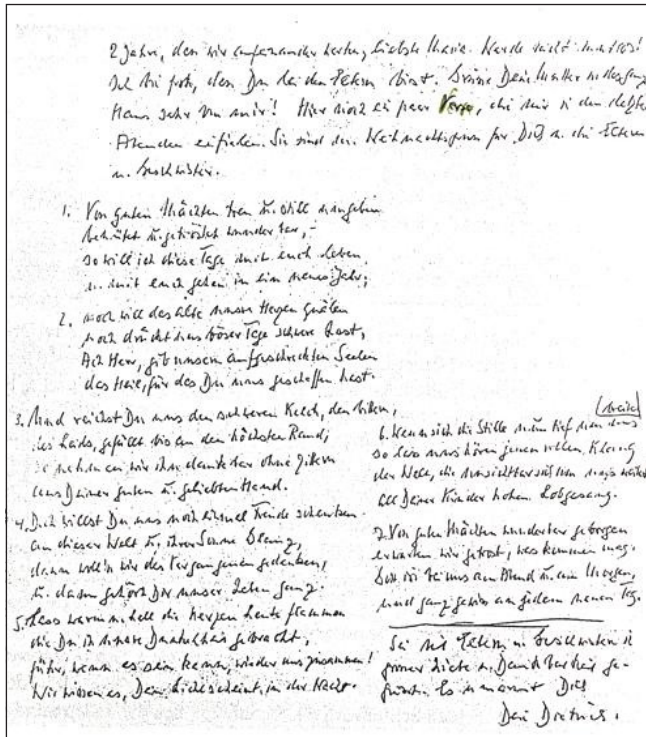 2 Jahre, dass wir aufeinander warten, liebste Maria. Werde nicht mutlos!
Ich bin froh, dass Du bei den Eltern bist. Grüsse Deine Mutter u. das ganze
Haus sehr von mir! Hier noch ein paar Verse, die mir in den letzten
Abenden einfielen. Sie sind der Weihnachtsgruss für Dich u. die Eltern
u. Geschwister.
1. Von guten Mächten treu u. still umgeben
behütet u. getröstet wunderbar, –
so will ich diese Tage mit euch leben
u. mit euch gehen in ein neues Jahr;
2. noch will das alte unsre Herzen quälen
noch drückt uns böser Tage schwere Last,
Ach Herr, gib unsern aufgescheuchten Seelen
das Heil, für das Du uns geschaffen hast.
3. Und reichst Du uns den schweren Kelch, den bittern,
des Leids, gefüllt bis an den höchsten Rand,
so nehmen wir ihn dankbar ohne Zittern
aus Deiner guten u. geliebten Hand.
4. Doch willst Du uns noch einmal Freude schenken
an dieser Welt u. ihrer Sonne Glanz,
dann woll'n wir des Vergangenen gedenken,
u. dann gehört Dir unser Leben ganz.
5. Lass warm u. hell die Kerzen heute flammen
die Du in unsre Dunkelheit gebracht,
führ, wenn es sein kann, wieder uns zusammen!
Wir wissen es, Dein Licht scheint in der Nacht.
6. Wenn sich die Stille nun tief um uns
(breitet)
so lass uns hören jenen vollen Klang
der Welt, die unsichtbar sich um uns weitet
all Deiner Kinder hohen Lobgesang.
7. Von guten Mächten wunderbar geborgen
erwarten wir getrost, was kommen mag.
Gott ist bei uns am Abend u. am Morgen,
und ganz gewiss an jedem neuen Tag.
Sei mit Eltern u. Geschwistern in
grosser Liebe u. Dankbarkeit ge-
grüsst. Es umarmt Dich
Dein Dietrich.